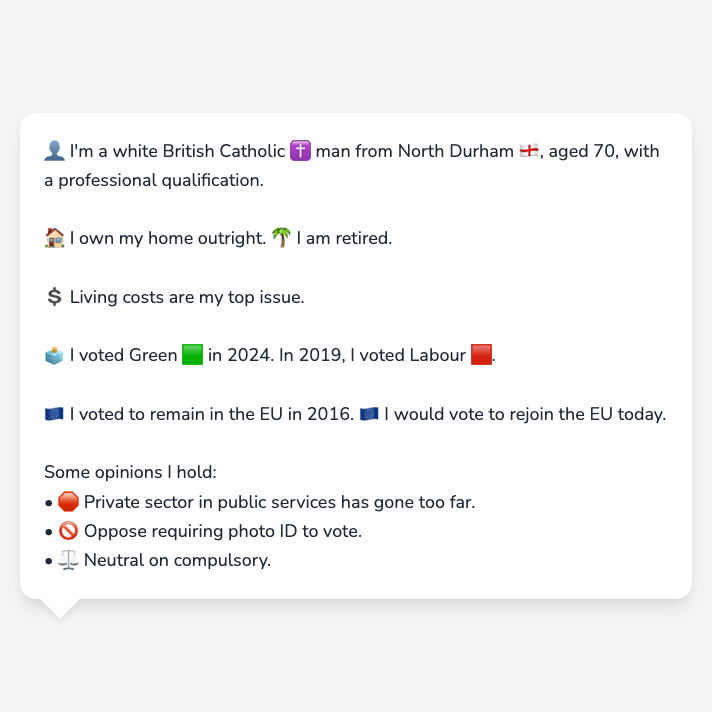 👤 I'm a white British Catholic ✝️ man from North Durham 🏴󠁧󠁢󠁥󠁮󠁧󠁿, aged 70, with
a professional qualification.
🏠 I own my home outright. 🌴 I am retired.
💲 Living costs are my top issue.
🗳️ I voted Green 🟩 in 2024. In 2019, I voted Labour 🟥.
🇪🇺 I voted to remain in the EU in 2016. 🇪🇺 I would vote to rejoin the EU today.
Some opinions I hold:
• 🛑 Private sector in public services has gone too far.
• 🚫 Oppose requiring photo ID to vote.
• ⚖️ Neutral on compulsory.